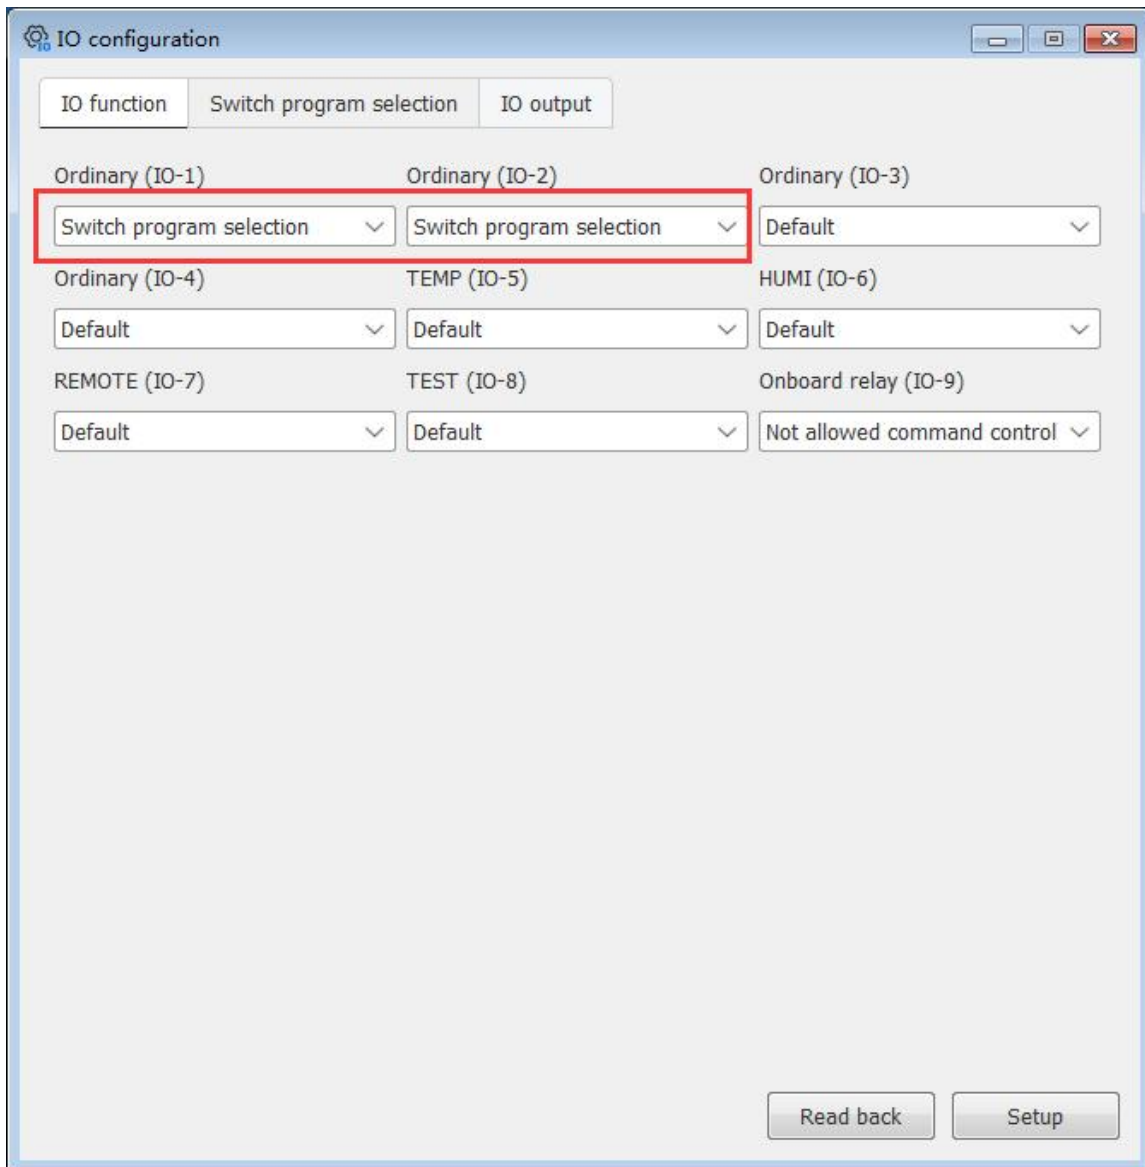 IO configuration
IO function Switch program selection IO output
Ordinary (IO-1) Ordinary (IO-2) Ordinary (IO-3)
Switch program selection Switch program selection Default
Ordinary (IO-4) TEMP (IO-5) HUMI (IO-6)
Default Default Default
REMOTE (IO-7) TEST (IO-8) Onboard relay (IO-9)
Default Default Not allowed command control
Read back Setup